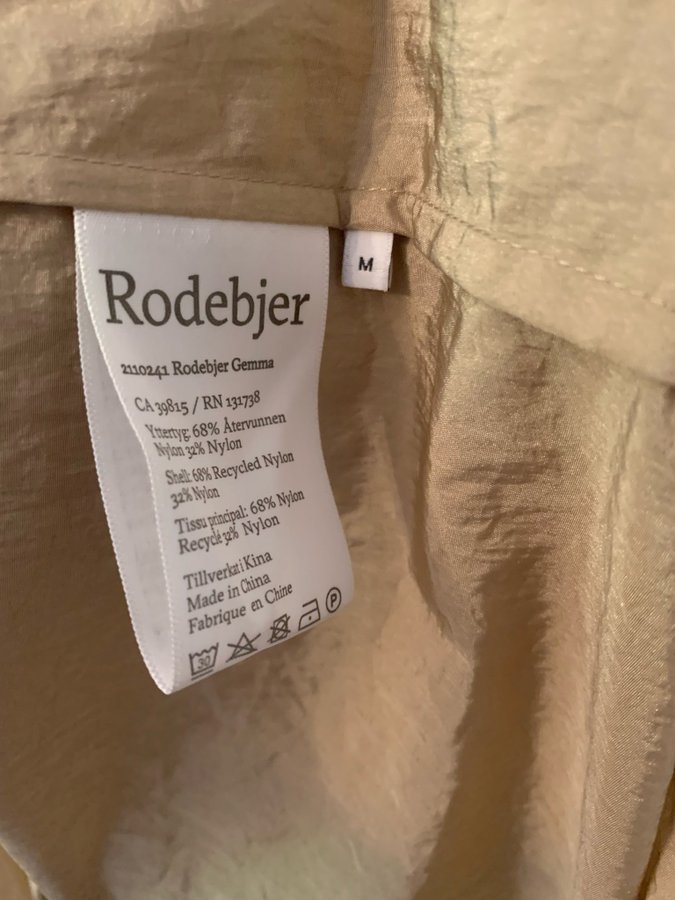 M
Rodebjer
2110241 Rodebjer Gemma
CA 39815 / RN 131738
Yttertyg: 68% Återvunnen
Nylon 32% Nylon
Shell: 68% Recycled Nylon
32% Nylon
Tissu principal: 68% Nylon
Recyclé 32% Nylon
Tillverkat i Kina
Made in China
Fabrique en Chine
30
P